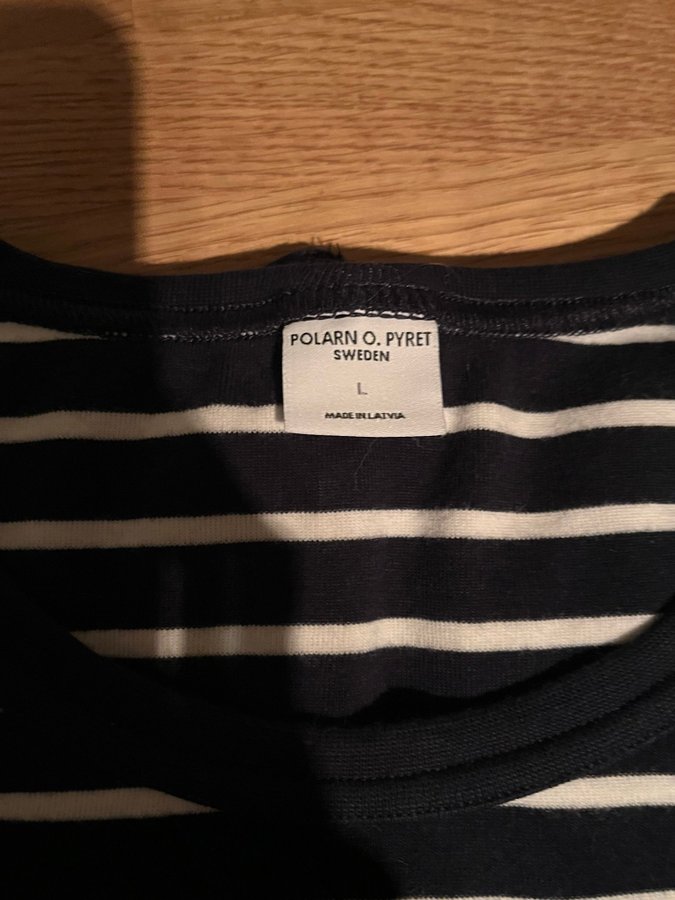 POLARN O. PYRET
SWEDEN
L
MADE IN LATVIA